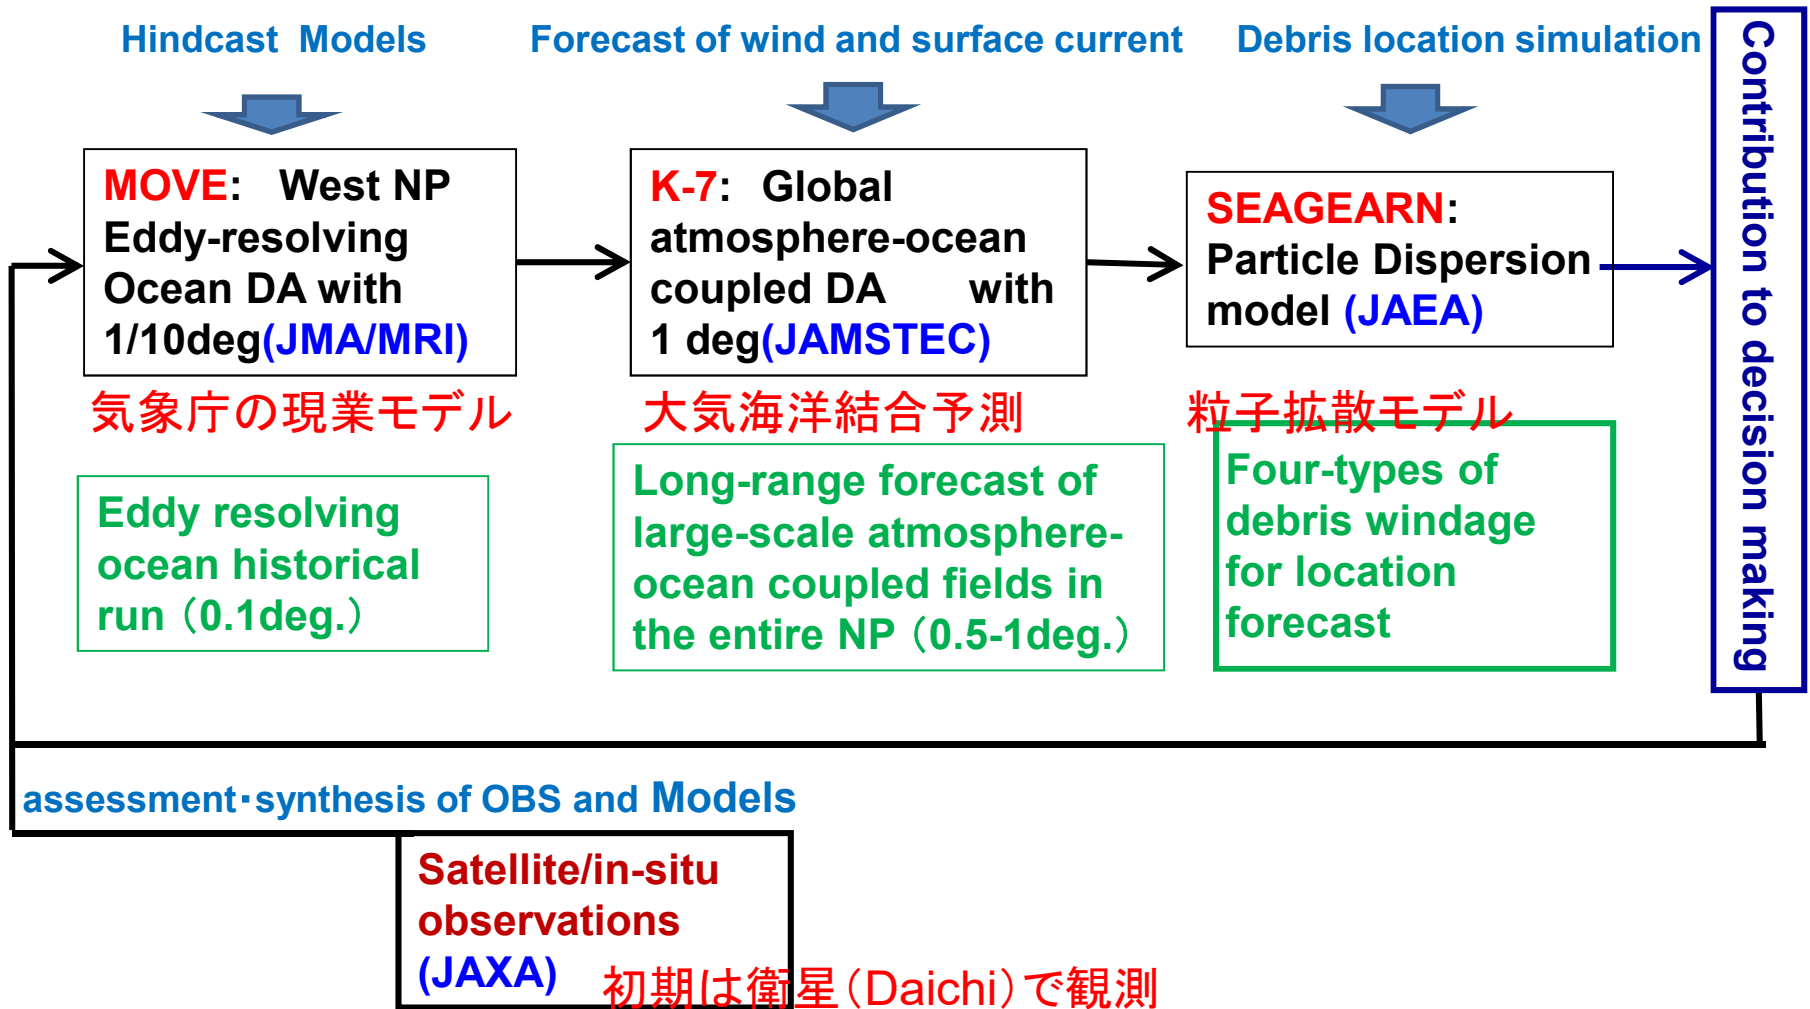 Hindcast Models
Forecast of wind and surface current
Debris location simulation
MOVE: West NP
Eddy-resolving
Ocean DA with
1/10deg(JMA/MRI)
K-7: Global
atmosphere-ocean
coupled DA with
1 deg(JAMSTEC)
SEAGEARN:
Particle Dispersion
model (JAEA)
Contribution to decision making
気象庁の現業モデル
大気海洋結合予測
粒子拡散モデル
Eddy resolving
ocean historical
run（0.1deg.）
Long-range forecast of
large-scale atmosphere-
ocean coupled fields in
the entire NP（0.5-1deg.）
Four-types of
debris windage
for location
forecast
assessment・synthesis of OBS and Models
Satellite/in-situ
observations
(JAXA)
初期は衛星（Daichi）で観測